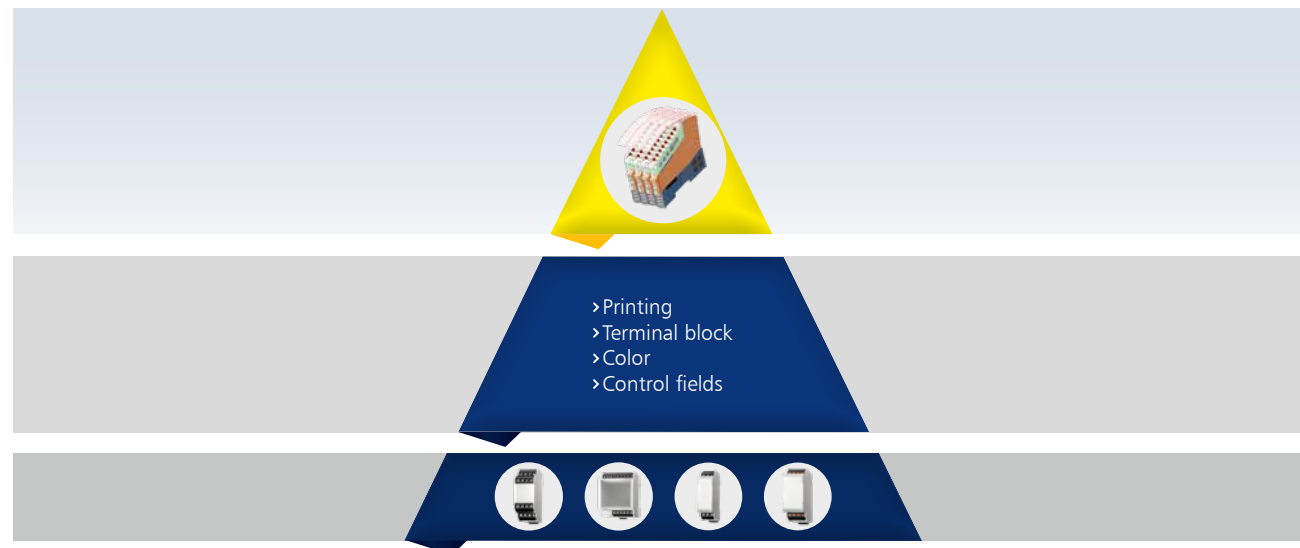 ›Printing
›Terminal block
›Color
›Control fields